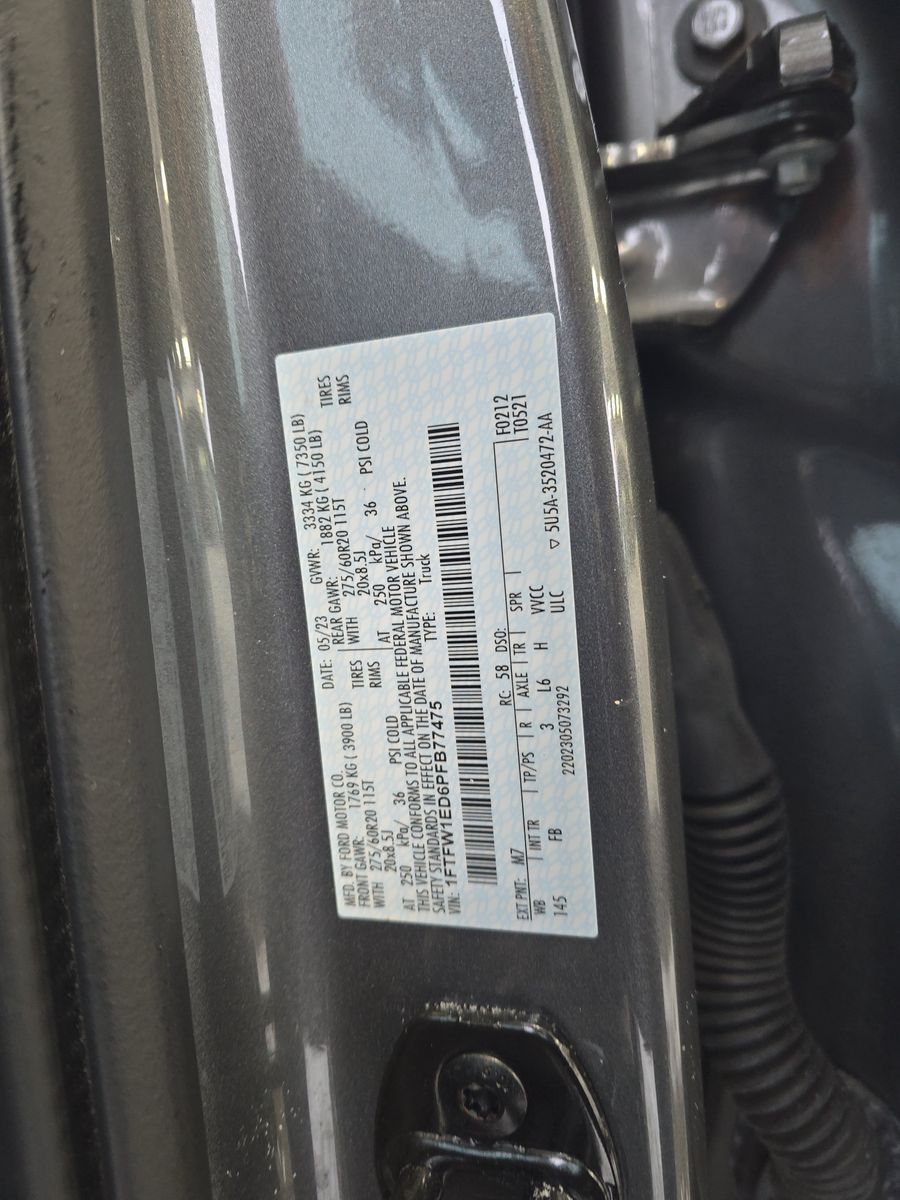 MFD. BY FORD MOTOR CO. DATE: 05/23 GVWR: 3334 KG ( 7350 LB)
FRONT GAWR: 1769 KG ( 3900 LB) REAR GAWR: 1882 KG ( 4150 LB)
WITH 275/60R20 115T TIRES WITH 275/60R20 115T TIRES
20x8.5J RIMS 20x8.5J RIMS
AT 250 kPa/ 36 PSI COLD AT 250 kPa/ 36 PSI COLD
THIS VEHICLE CONFORMS TO ALL APPLICABLE FEDERAL MOTOR VEHICLE
SAFETY STANDARDS IN EFFECT ON THE DATE OF MANUFACTURE SHOWN ABOVE.
VIN: 1FTFW1ED6PFB77475 TYPE: Truck
EXT PNT: M7 RC: 58 DSO: F0212
WB INT TR TP/PS R AXLE TR SPR T0521
145 FB 3 L6 H VVCC
2202305073292 ULC ▽ 5U5A-3520472-AA